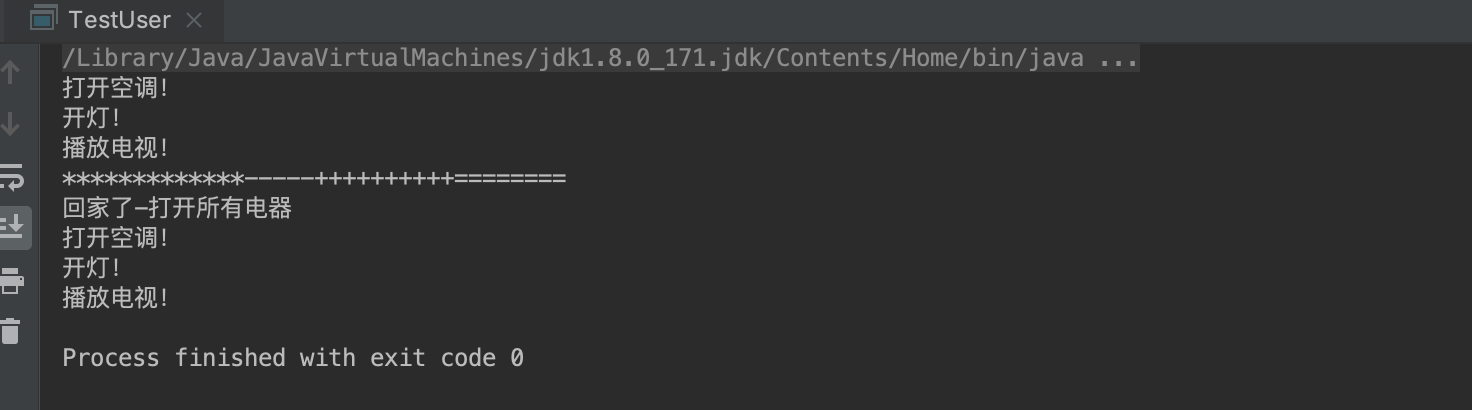 TestUser
/Library/Java/JavaVirtualMachines/jdk1.8.0_171.jdk/Contents/Home/bin/java ...
打开空调!
开灯!
播放电视!
*************-----++++++++++========
回家了-打开所有电器
打开空调!
开灯!
播放电视!
Process finished with exit code 0